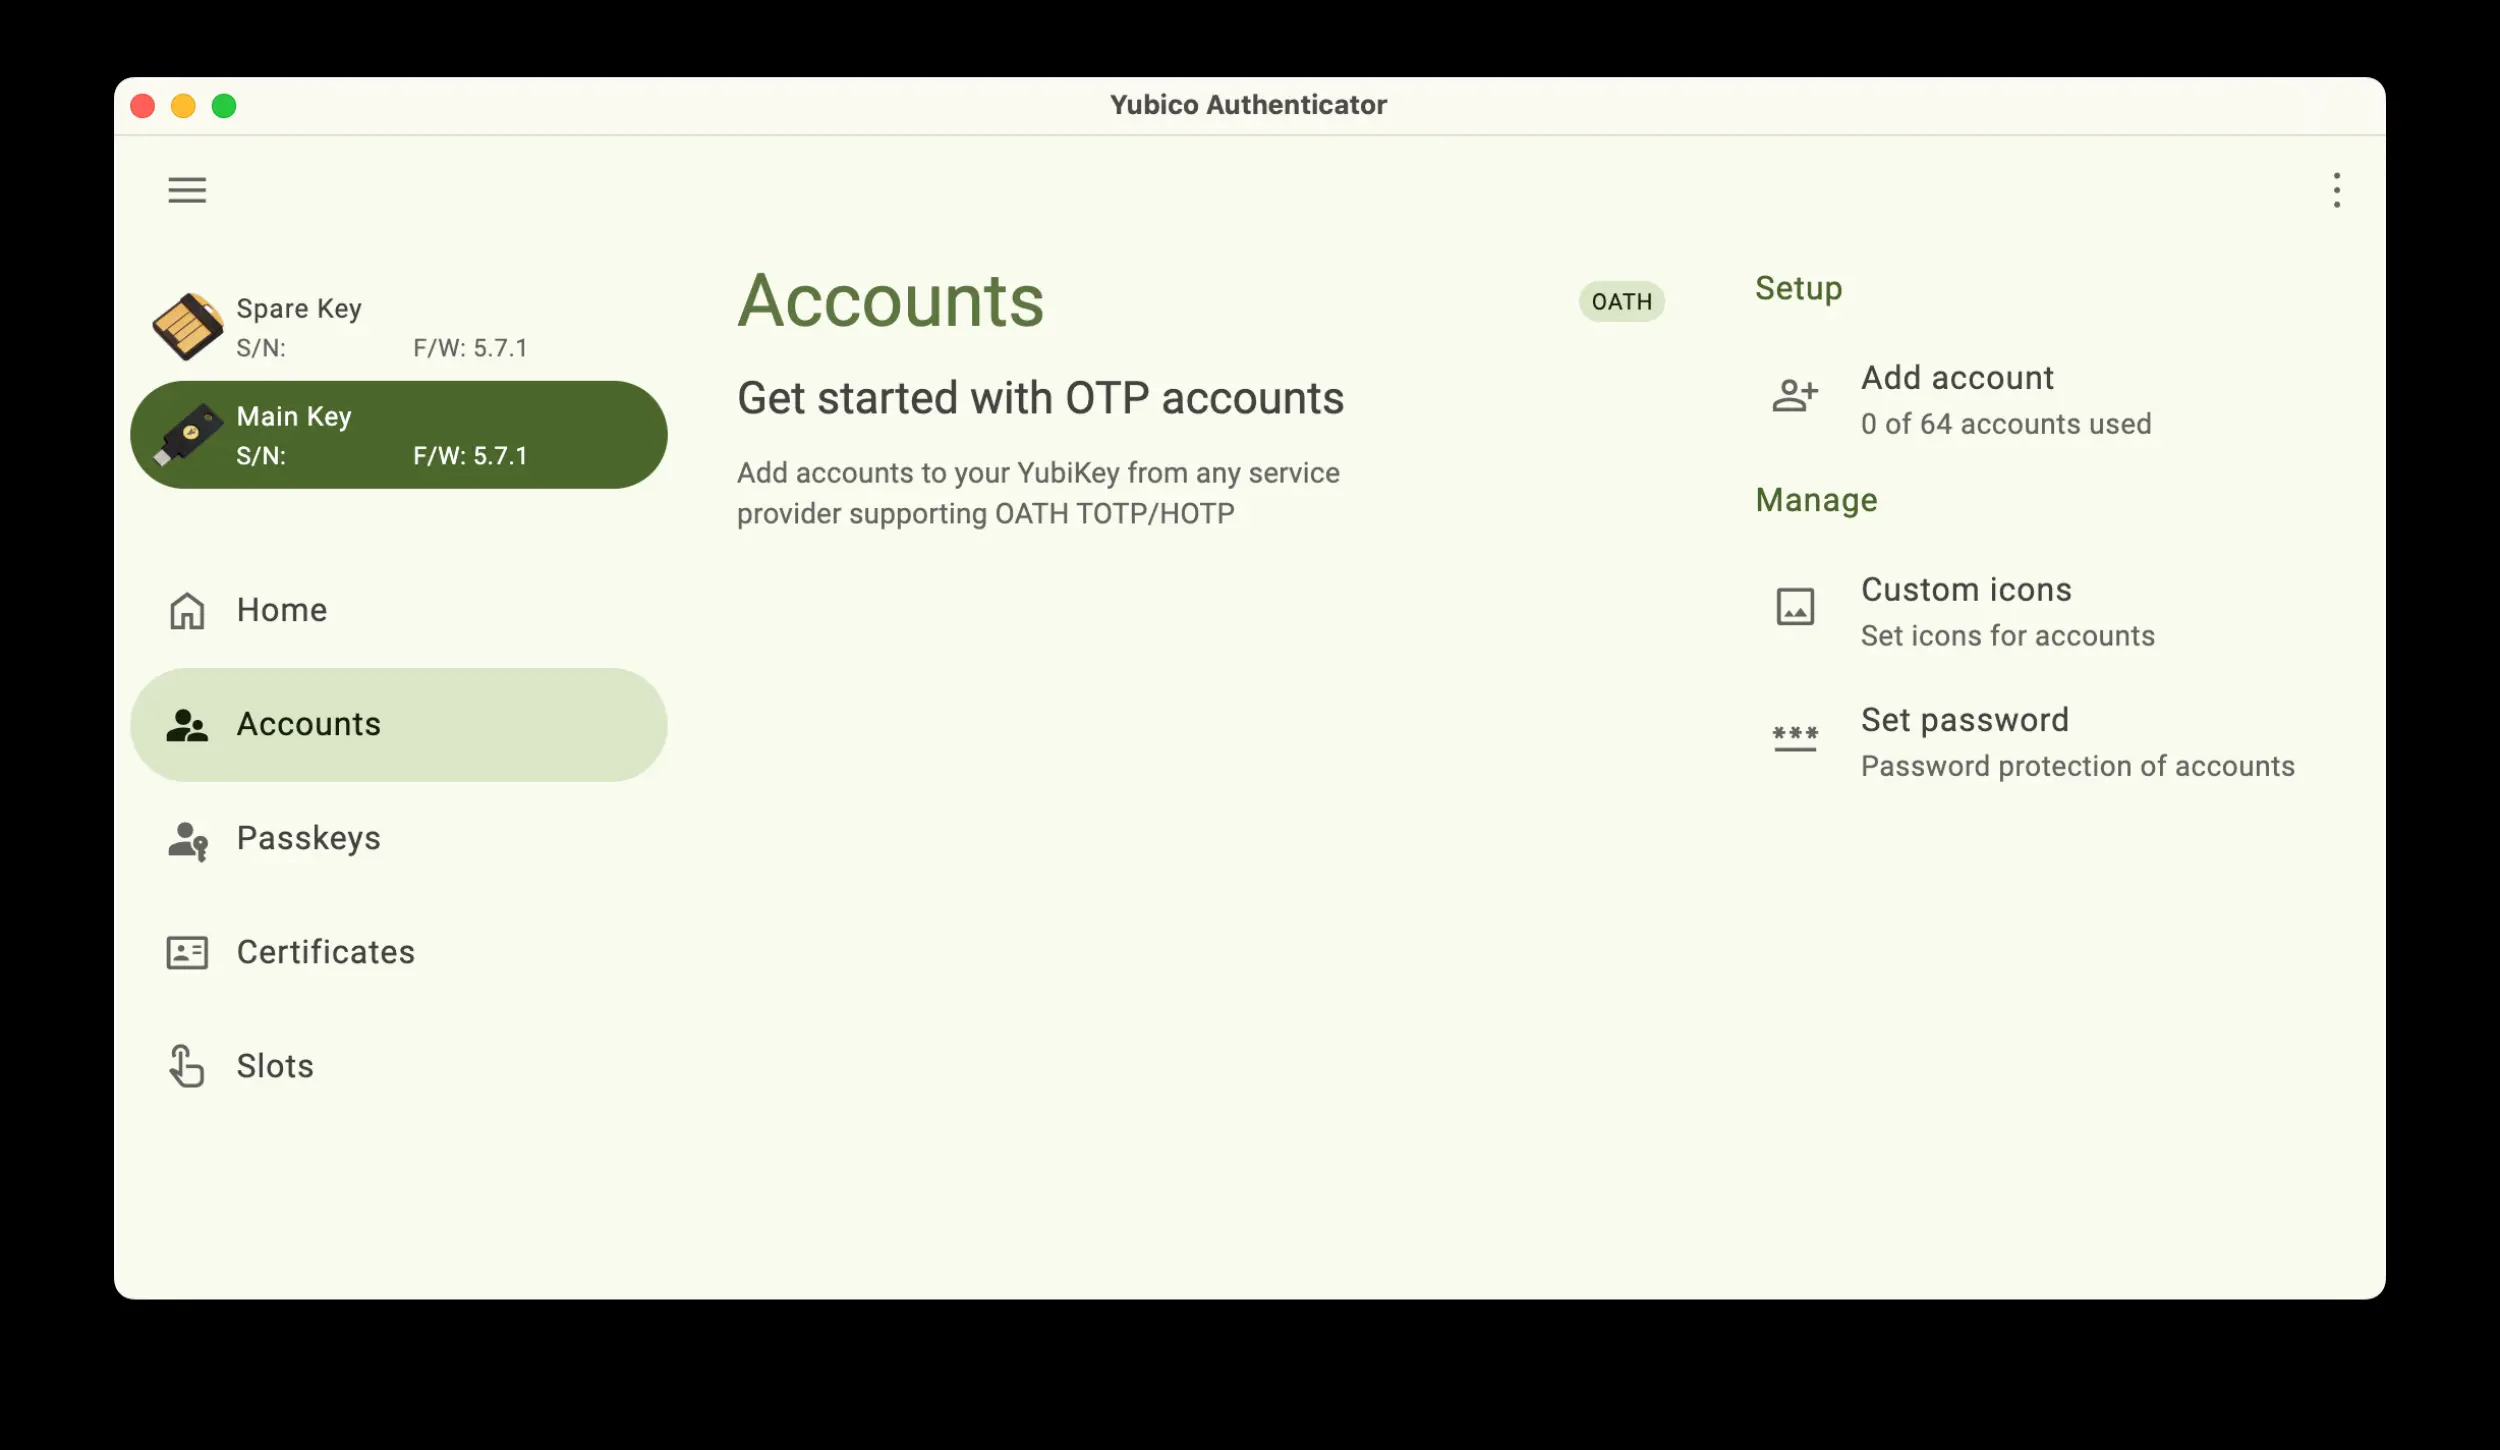 Yubico Authenticator
Spare Key
S/N: F/W: 5.7.1
Main Key
S/N: F/W: 5.7.1
Home
Accounts
Passkeys
Certificates
Slots
Accounts
OATH
Get started with OTP accounts
Add accounts to your YubiKey from any service
provider supporting OATH TOTP/HOTP
Setup
Add account
0 of 64 accounts used
Manage
Custom icons
Set icons for accounts
Set password
Password protection of accounts